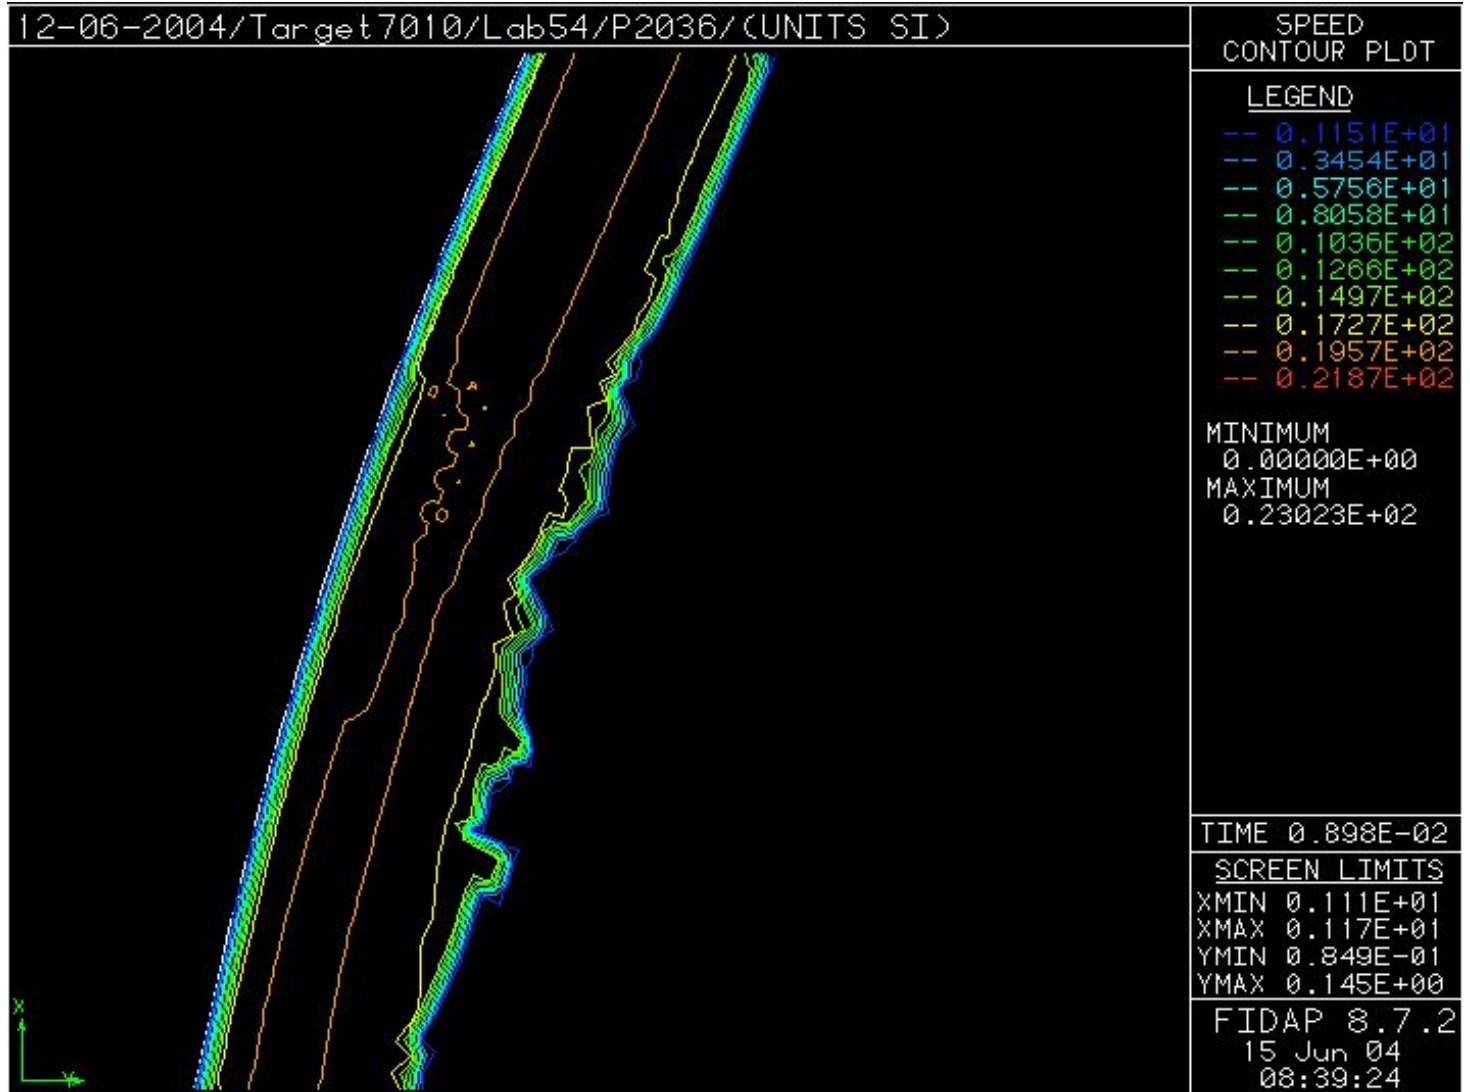 12-06-2004/Target7010/Lab54/P2036/(UNITS SI)
SPEED
CONTOUR PLOT
LEGEND
-- 0.1151E+01
-- 0.3454E+01
-- 0.5756E+01
-- 0.8058E+01
-- 0.1036E+02
-- 0.1266E+02
-- 0.1497E+02
-- 0.1727E+02
-- 0.1957E+02
-- 0.2187E+02
MINIMUM
0.00000E+00
MAXIMUM
0.23023E+02
TIME 0.898E-02
SCREEN LIMITS
XMIN 0.111E+01
XMAX 0.117E+01
YMIN 0.849E-01
YMAX 0.145E+00
FIDAP 8.7.2
15 Jun 04
08:39:24
X
Y